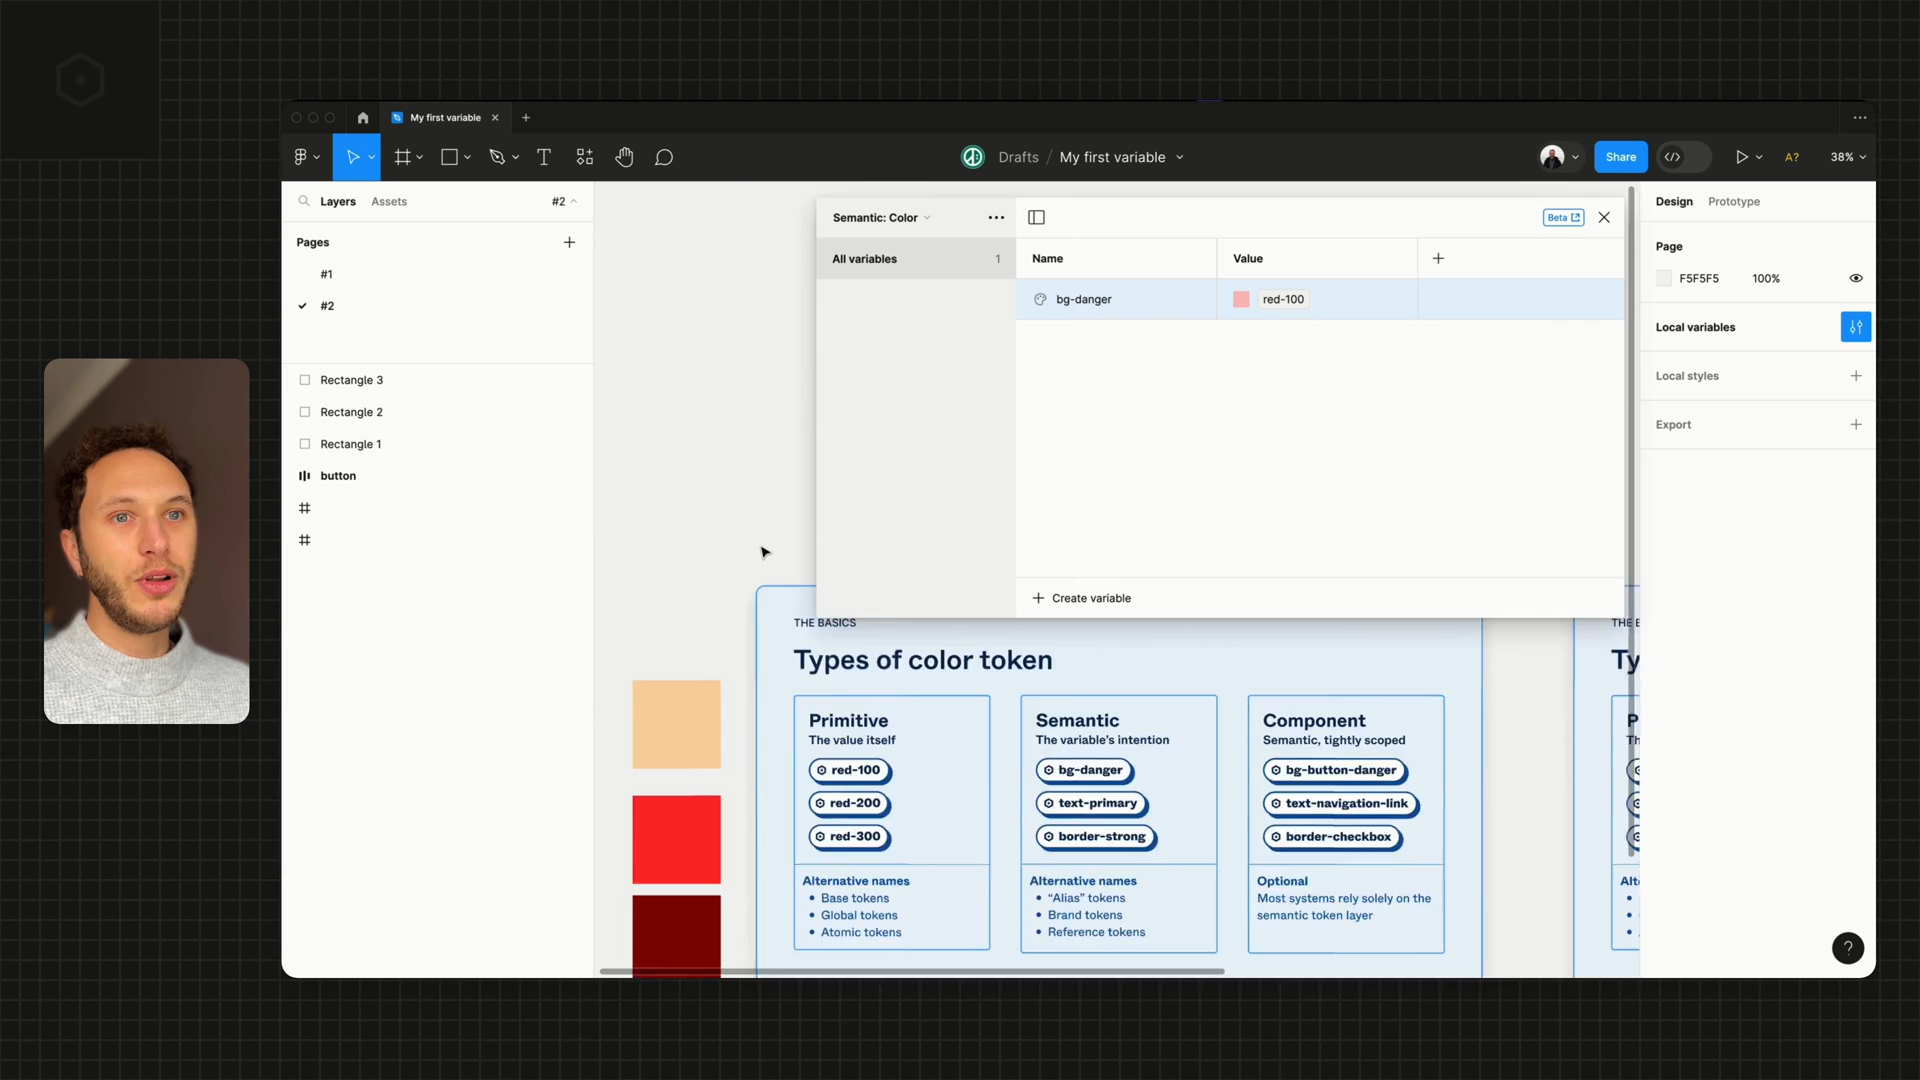 My first variable
Drafts / My first variable
Share
A?
38%
Layers
Assets
#2
Pages
#1
#2
Rectangle 3
Rectangle 2
Rectangle 1
button
Semantic: Color
Beta
All variables 1
Name
Value
bg-danger
red-100
Create variable
Design
Prototype
Page
F5F5F5 100%
Local variables
Local styles
Export
THE BASICS
Types of color token
Primitive
The value itself
red-100
red-200
red-300
Alternative names
• Base tokens
• Global tokens
• Atomic tokens
Semantic
The variable’s intention
bg-danger
text-primary
border-strong
Alternative names
• “Alias” tokens
• Brand tokens
• Reference tokens
Component
Semantic, tightly scoped
bg-button-danger
text-navigation-link
border-checkbox
Optional
Most systems rely solely on the
semantic token layer
THE
Ty
P
Th
Alt
?